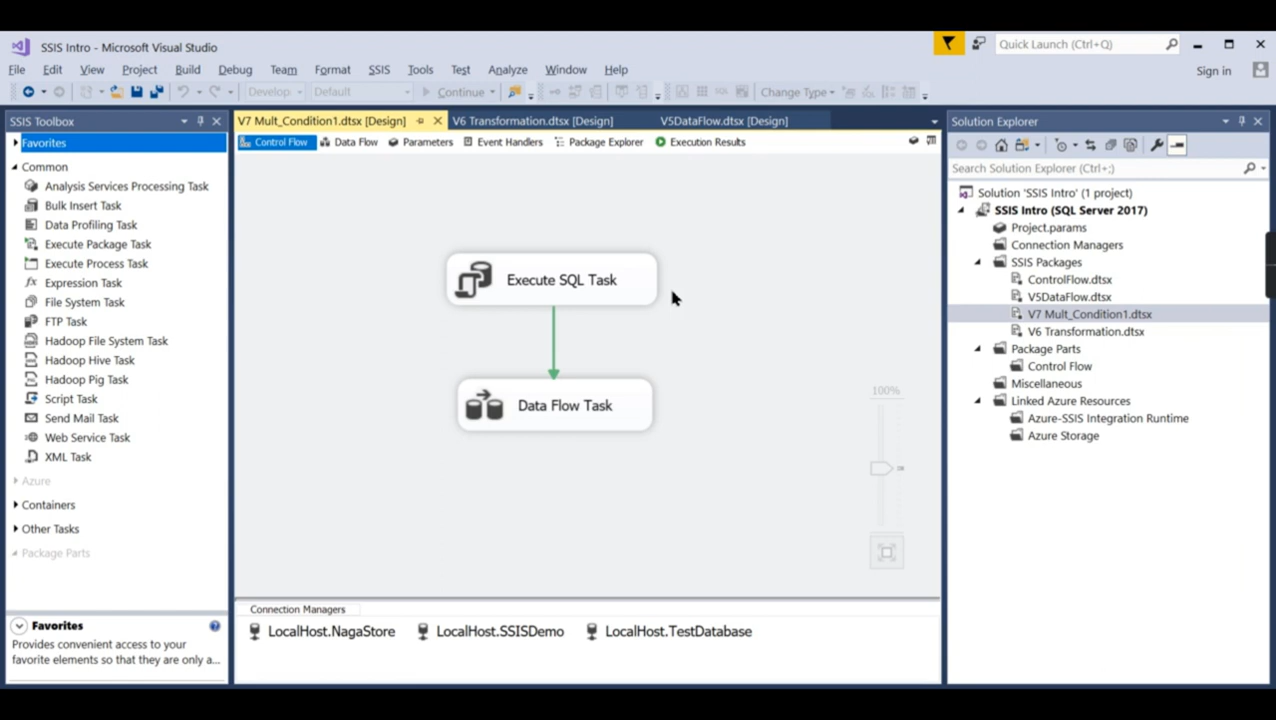 SSIS Intro - Microsoft Visual Studio
Quick Launch (Ctrl+Q)
File Edit View Project Build Debug Team Format SSIS Tools Test Analyze Window Help
Sign in
Develop Default Continue Change Type
SSIS Toolbox
Favorites
Common
Analysis Services Processing Task
Bulk Insert Task
Data Profiling Task
Execute Package Task
Execute Process Task
Expression Task
File System Task
FTP Task
Hadoop File System Task
Hadoop Hive Task
Hadoop Pig Task
Script Task
Send Mail Task
Web Service Task
XML Task
Azure
Containers
Other Tasks
Package Parts
Favorites
Provides convenient access to your
favorite elements so that they are only a...
V7 Mult_Condition1.dtsx [Design] V6 Transformation.dtsx [Design] V5DataFlow.dtsx [Design]
Control Flow Data Flow Parameters Event Handlers Package Explorer Execution Results
Execute SQL Task
Data Flow Task
100%
Connection Managers
LocalHost.NagaStore LocalHost.SSISDemo LocalHost.TestDatabase
Solution Explorer
Search Solution Explorer (Ctrl+;)
Solution 'SSIS Intro' (1 project)
SSIS Intro (SQL Server 2017)
Project.params
Connection Managers
SSIS Packages
ControlFlow.dtsx
V5DataFlow.dtsx
V7 Mult_Condition1.dtsx
V6 Transformation.dtsx
Package Parts
Control Flow
Miscellaneous
Linked Azure Resources
Azure-SSIS Integration Runtime
Azure Storage